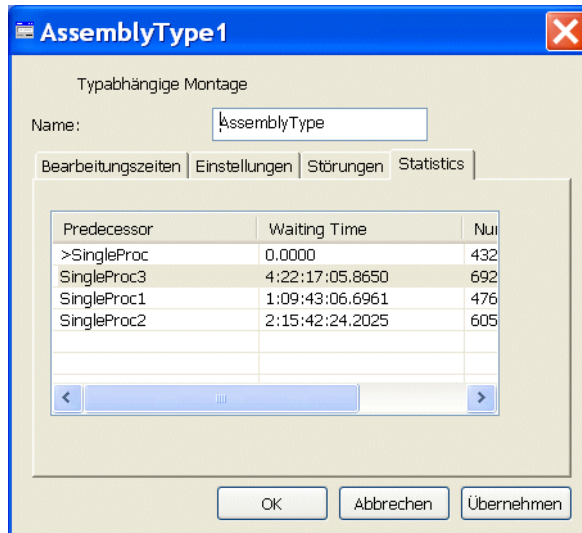 AssemblyType1
Typabhängige Montage
Name: AssemblyType
Bearbeitungszeiten Einstellungen Störungen Statistics
Predecessor Waiting Time
>SingleProc 0.0000 432
SingleProc3 4:22:17:05.8650 692
SingleProc1 1:09:43:06.6961 476
SingleProc2 2:15:42:24.2025 605
OK Abbrechen Übernehmen